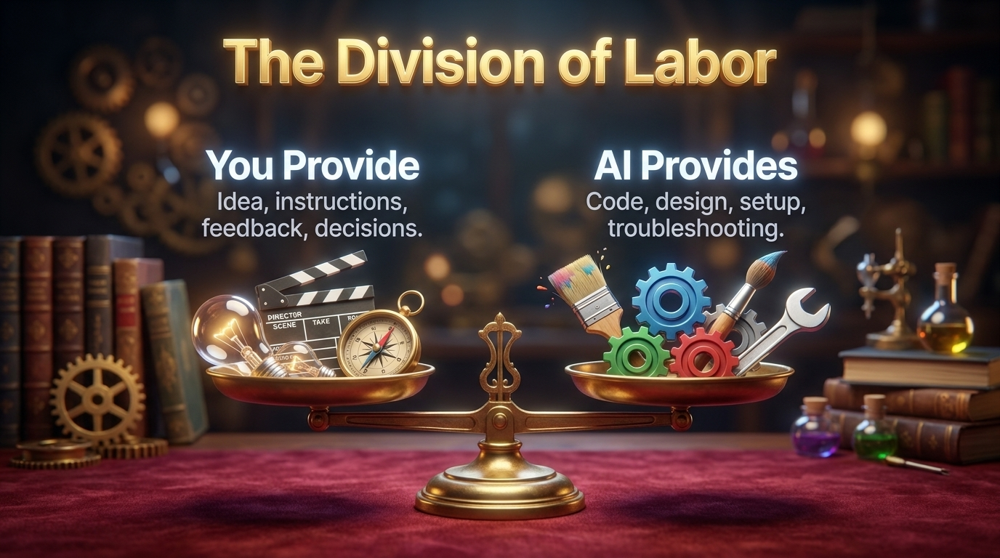 The Division of Labor
You Provide
Idea, instructions,
feedback, decisions.
AI Provides
Code, design, setup,
troubleshooting.
DIRECTOR
SCENE
TAKE